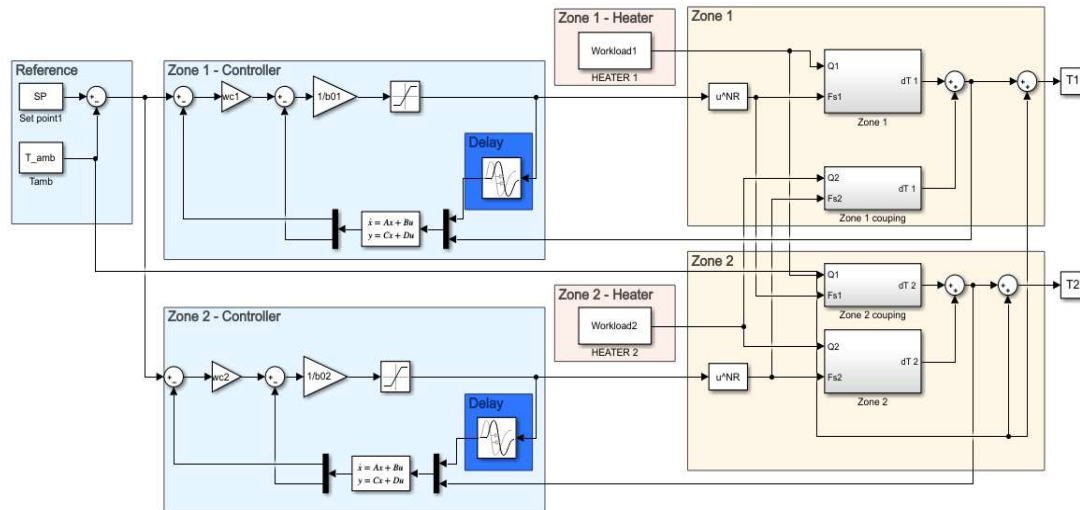 Reference
SP
Set point1
T_amb
Tamb
Zone 1 - Controller
wc1
1/b01
Delay
ẋ = Ax + Bu
y = Cx + Du
Zone 1 - Heater
Workload1
HEATER 1
Zone 1
u^NR
Q1
Fs1
dT 1
Zone 1
Q2
Fs2
dT 1
Zone 1 couping
T1
Zone 2 - Controller
wc2
1/b02
Delay
ẋ = Ax + Bu
y = Cx + Du
Zone 2 - Heater
Workload2
HEATER 2
Zone 2
u^NR
Q1
Fs1
dT 2
Zone 2 couping
Q2
Fs2
dT 2
Zone 2
T2